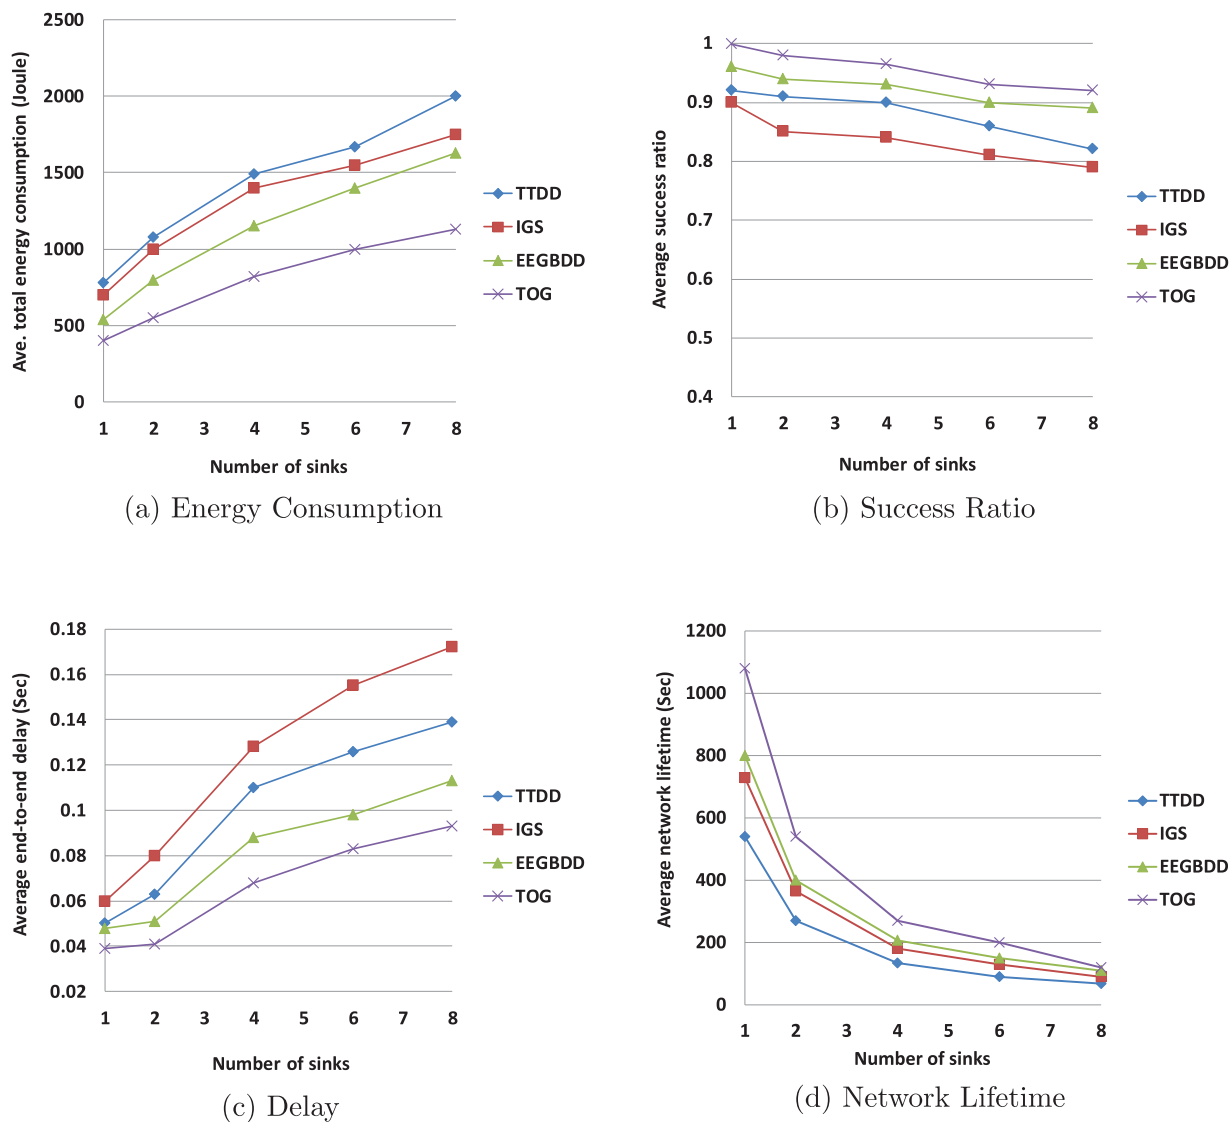 2500
2000
1500
1000
500
0
Ave. total energy consumption (Joule)
1 2 3 4 5 6 7 8
Number of sinks
TTDD
IGS
EEGBDD
TOG
(a) Energy Consumption
1
0.9
0.8
0.7
0.6
0.5
0.4
Average success ratio
1 2 3 4 5 6 7 8
Number of sinks
TTDD
IGS
EEGBDD
TOG
(b) Success Ratio
0.18
0.16
0.14
0.12
0.1
0.08
0.06
0.04
0.02
Average end-to-end delay (Sec)
1 2 3 4 5 6 7 8
Number of sinks
TTDD
IGS
EEGBDD
TOG
(c) Delay
1200
1000
800
600
400
200
0
Average network lifetime (Sec)
1 2 3 4 5 6 7 8
Number of sinks
TTDD
IGS
EEGBDD
TOG
(d) Network Lifetime